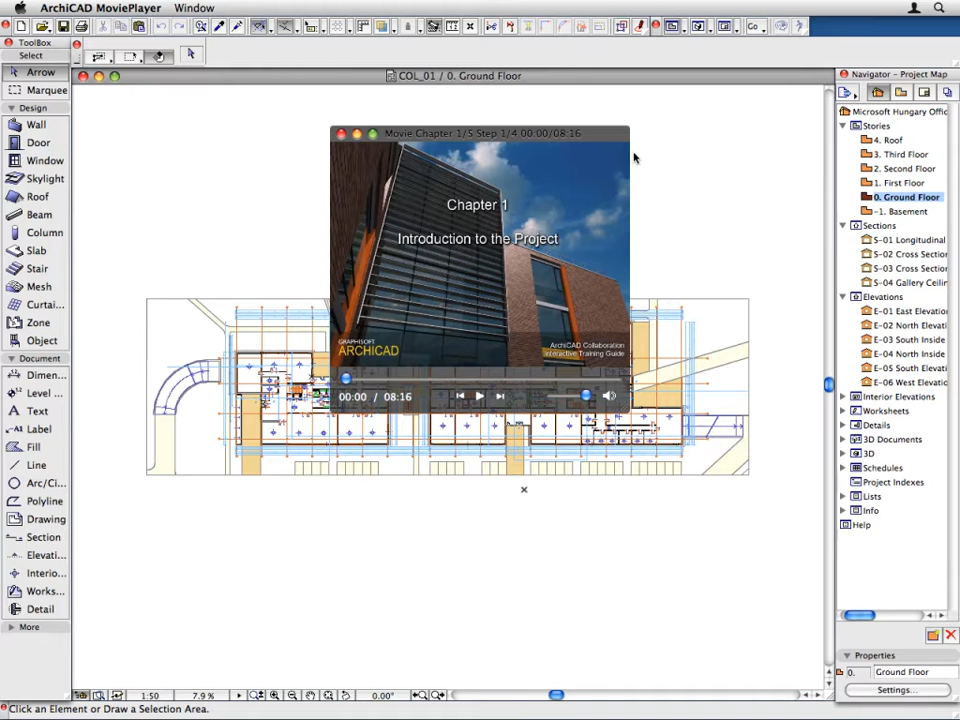 ArchiCAD MoviePlayer Window
Go
ToolBox
Select
Arrow
Marquee
Design
Wall
Door
Window
Skylight
Roof
Beam
Column
Slab
Stair
Mesh
Curtai...
Zone
Object
Document
Dimen...
Level ...
Text
Label
Fill
Line
Arc/Ci...
Polyline
Drawing
Section
Elevati...
Interio...
Works...
Detail
More
COL_01 / 0. Ground Floor
Movie Chapter 1/5 Step 1/4 00:00/08:16
Chapter 1
Introduction to the Project
GRAPHISOFT
ARCHICAD
ArchiCAD Collaboration
Interactive Training Guide
00:00 / 08:16
Navigator - Project Map
Microsoft Hungary Offic
Stories
4. Roof
3. Third Floor
2. Second Floor
1. First Floor
0. Ground Floor
-1. Basement
Sections
S-01 Longitudinal
S-02 Cross Section
S-03 Cross Section
S-04 Gallery Ceilin
Elevations
E-01 East Elevatio
E-02 North Elevati
E-03 South Inside
E-04 North Inside
E-05 South Elevati
E-06 West Elevatio
Interior Elevations
Worksheets
Details
3D Documents
3D
Schedules
Project Indexes
Lists
Info
Help
Properties
0. Ground Floor
Settings...
1:50 7.9 % 0.00°
Click an Element or Draw a Selection Area.